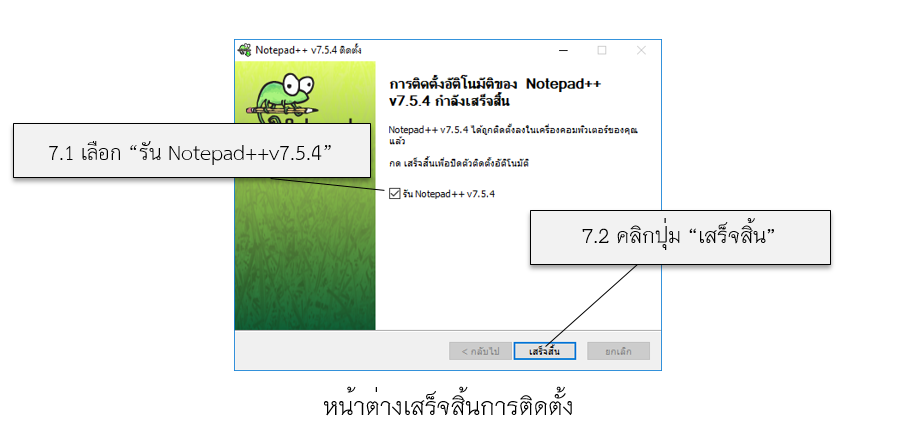 Notepad++ v7.5.4 ติดตั้ง
การติดตั้งอัติโนมัติของ Notepad++
v7.5.4 กำลังเสร็จสิ้น
7.1 เลือก “รัน Notepad++v7.5.4”
Notepad++ v7.5.4 ได้ถูกติดตั้งลงในเครื่องคอมพิวเตอร์ของคุณ
แล้ว
กด เสร็จสิ้นเพื่อปิดตัวติดตั้งอัติโนมัติ
รัน Notepad++ v7.5.4
7.2 คลิกปุ่ม “เสร็จสิ้น”
< กลับไป
เสร็จสิ้น
ยกเลิก
หน้าต่างเสร็จสิ้นการติดตั้ง